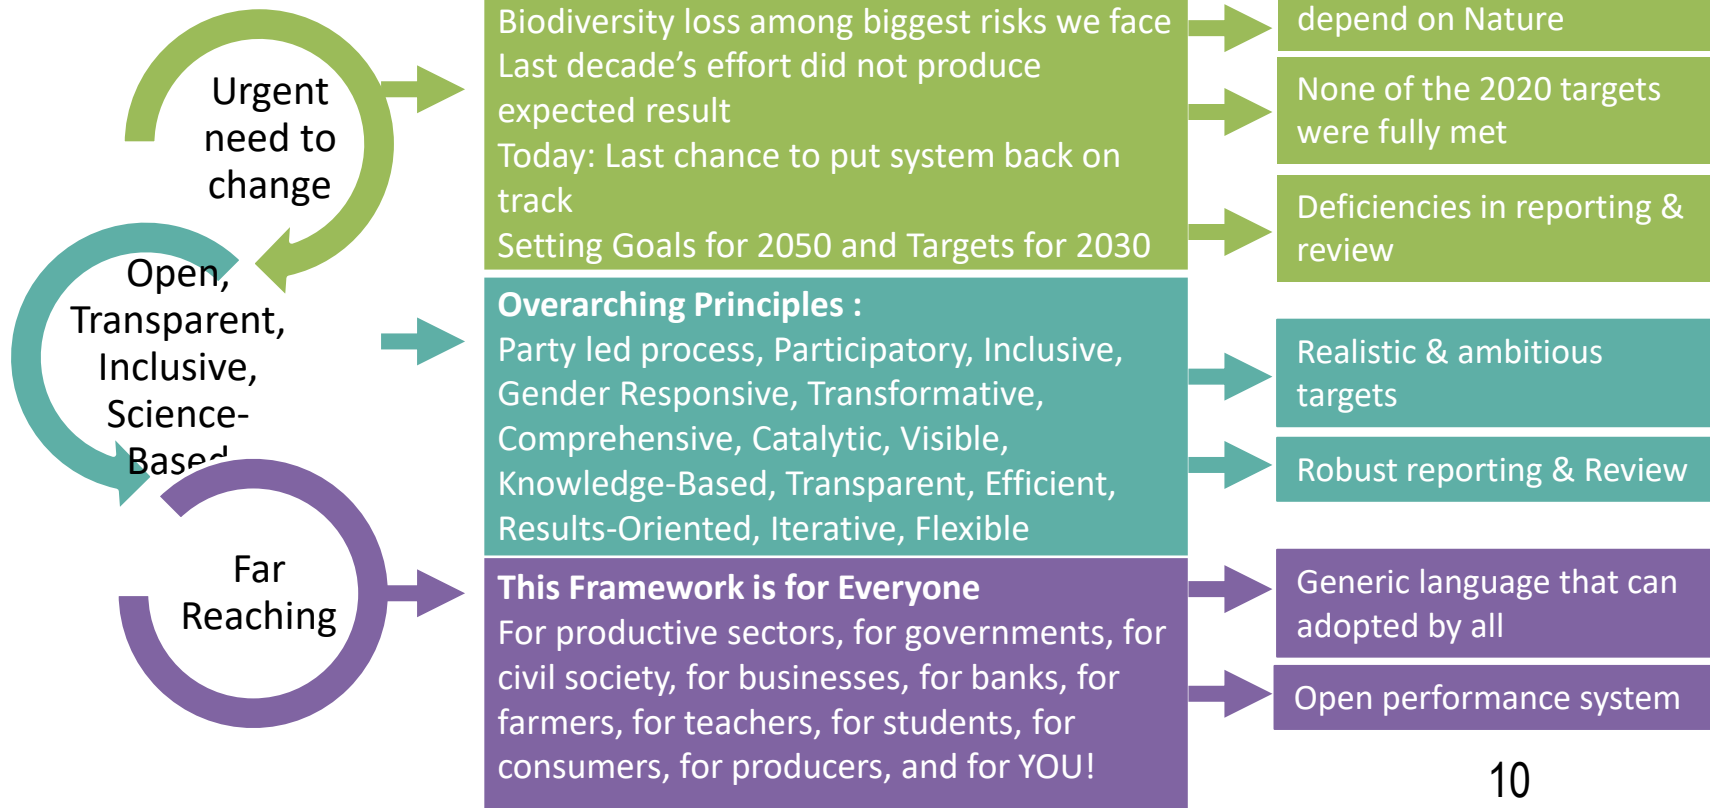 Urgent
need to
change
Biodiversity loss among biggest risks we face
Last decade’s effort did not produce
expected result
Today: Last chance to put system back on
track
Setting Goals for 2050 and Targets for 2030
depend on Nature
None of the 2020 targets
were fully met
Deficiencies in reporting &
review
Open,
Transparent,
Inclusive,
Science-
Based
Overarching Principles :
Party led process, Participatory, Inclusive,
Gender Responsive, Transformative,
Comprehensive, Catalytic, Visible,
Knowledge-Based, Transparent, Efficient,
Results-Oriented, Iterative, Flexible
Realistic & ambitious
targets
Robust reporting & Review
Far
Reaching
This Framework is for Everyone
For productive sectors, for governments, for
civil society, for businesses, for banks, for
farmers, for teachers, for students, for
consumers, for producers, and for YOU!
Generic language that can
adopted by all
Open performance system
10